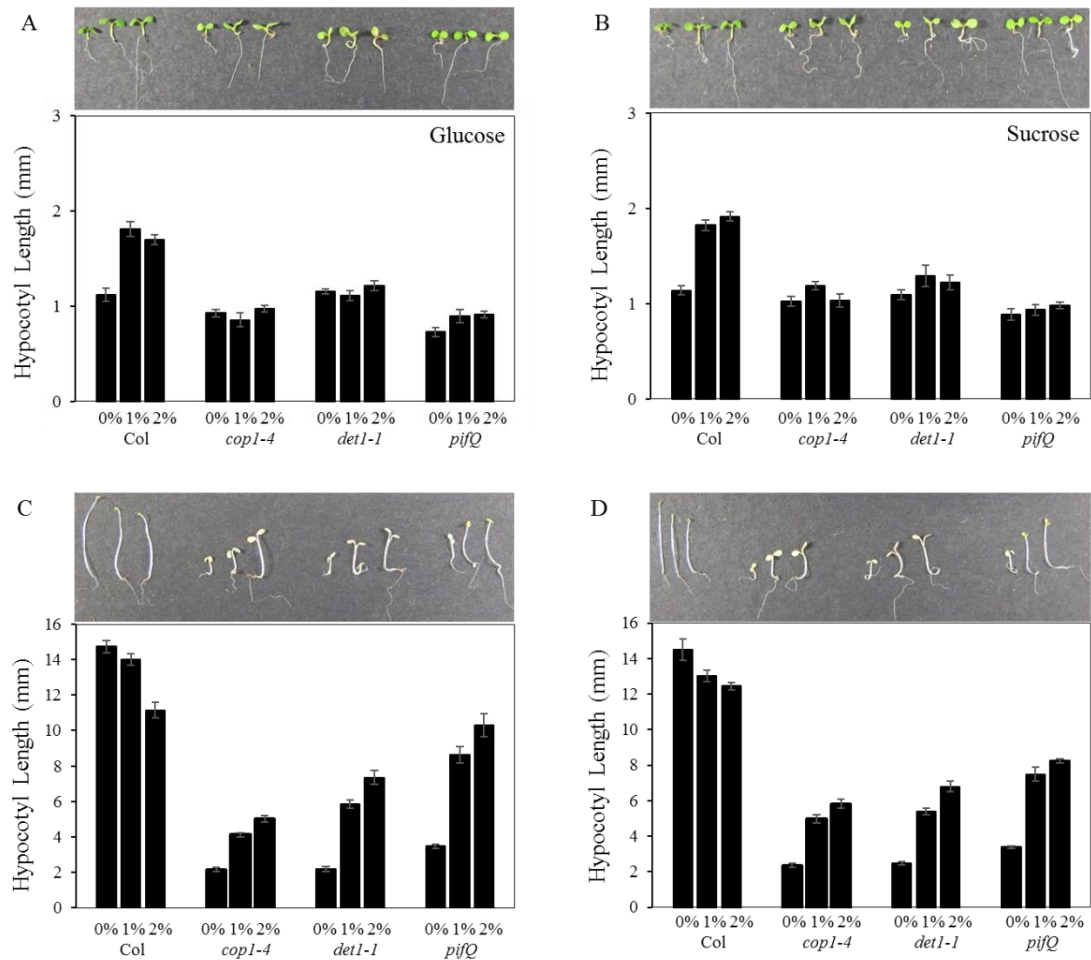 A
Glucose
Hypocotyl Length (mm)
3
2
1
0
0% 1% 2% 0% 1% 2% 0% 1% 2% 0% 1% 2%
Col cop1-4 det1-1 pifQ
B
Sucrose
Hypocotyl Length (mm)
3
2
1
0
0% 1% 2% 0% 1% 2% 0% 1% 2% 0% 1% 2%
Col cop1-4 det1-1 pifQ
C
Hypocotyl Length (mm)
16
14
12
10
8
6
4
2
0
0% 1% 2% 0% 1% 2% 0% 1% 2% 0% 1% 2%
Col cop1-4 det1-1 pifQ
D
Hypocotyl Length (mm)
16
14
12
10
8
6
4
2
0
0% 1% 2% 0% 1% 2% 0% 1% 2% 0% 1% 2%
Col cop1-4 det1-1 pifQ